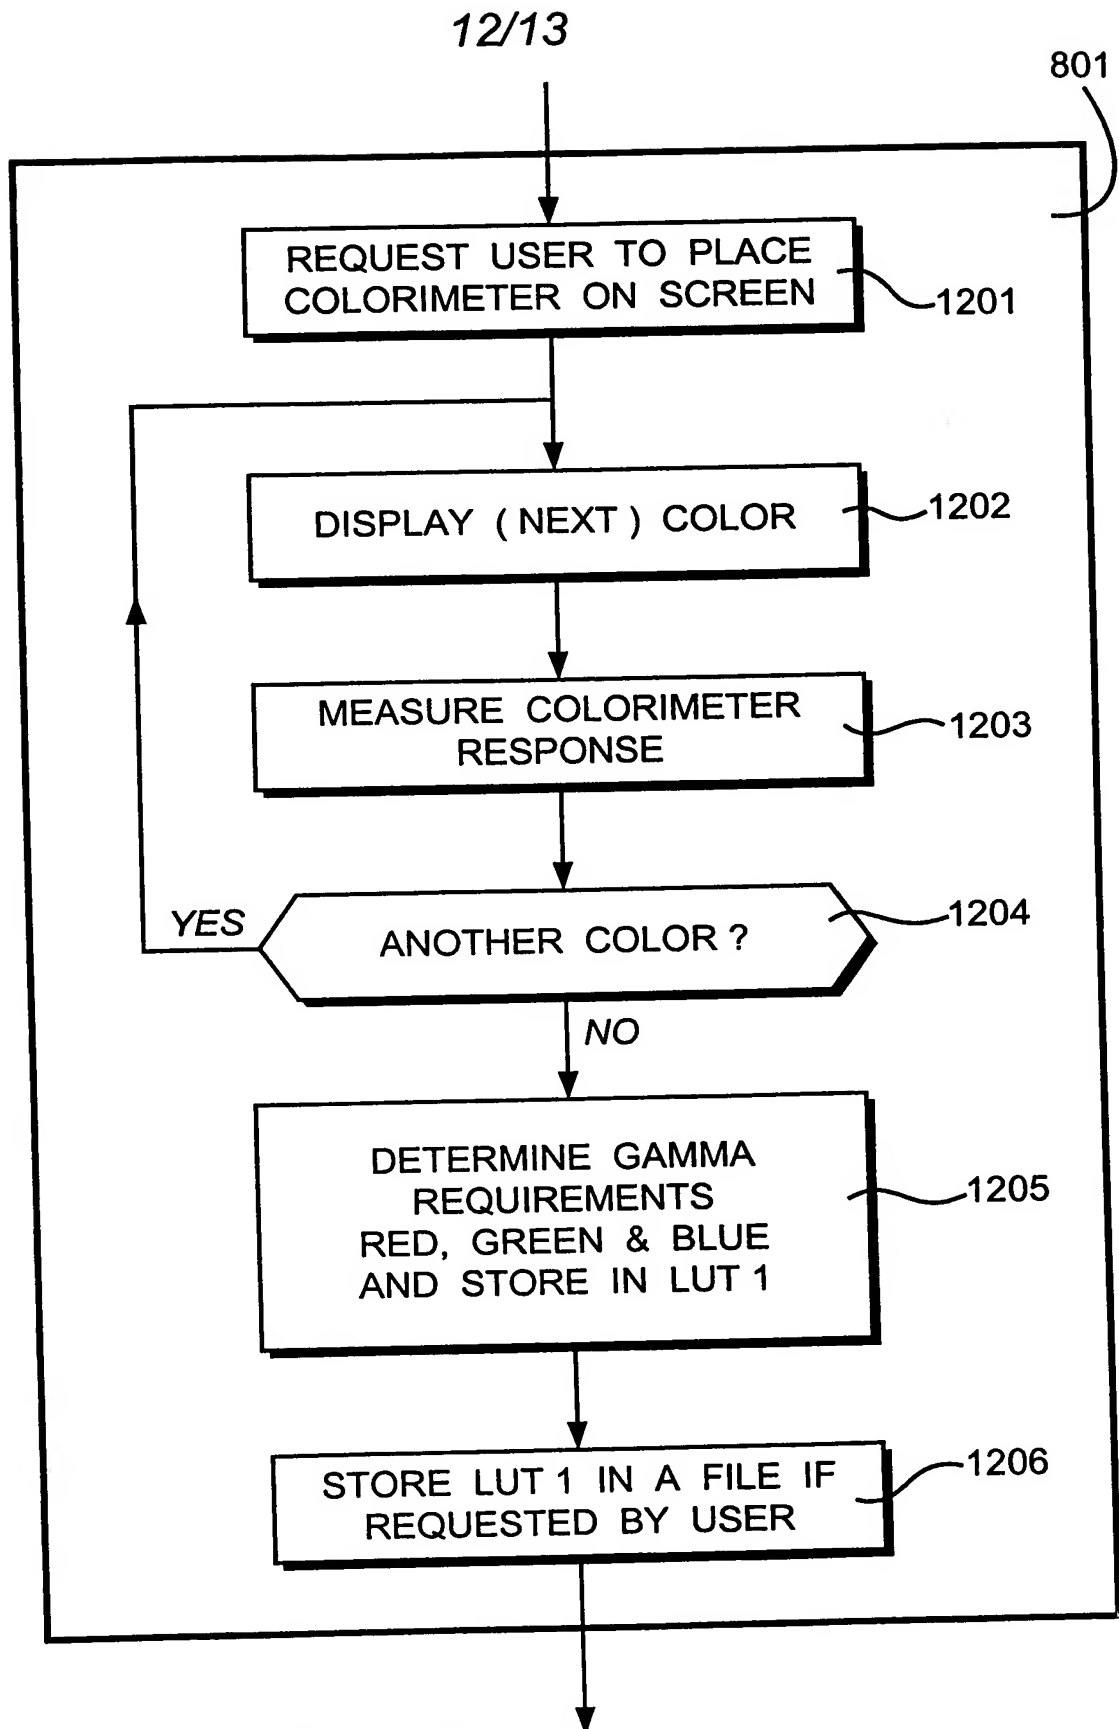 12/13
801
REQUEST USER TO PLACE
COLORIMETER ON SCREEN
1201
DISPLAY (NEXT) COLOR
1202
MEASURE COLORIMETER
RESPONSE
1203
YES
ANOTHER COLOR?
1204
NO
DETERMINE GAMMA
REQUIREMENTS
RED, GREEN & BLUE
AND STORE IN LUT 1
1205
STORE LUT 1 IN A FILE IF
REQUESTED BY USER
1206